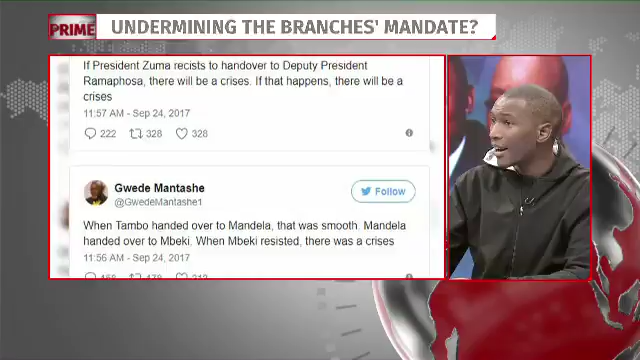 PRIME
UNDERMINING THE BRANCHES' MANDATE?
If President Zuma recists to handover to Deputy President
Ramaphosa, there will be a crises. If that happens, there will be a
crises
11:57 AM - Sep 24, 2017
222 328 328
Gwede Mantashe
@GwedeMantashe1
Follow
When Tambo handed over to Mandela, that was smooth. Mandela
handed over to Mbeki. When Mbeki resisted, there was a crises
11:56 AM - Sep 24, 2017